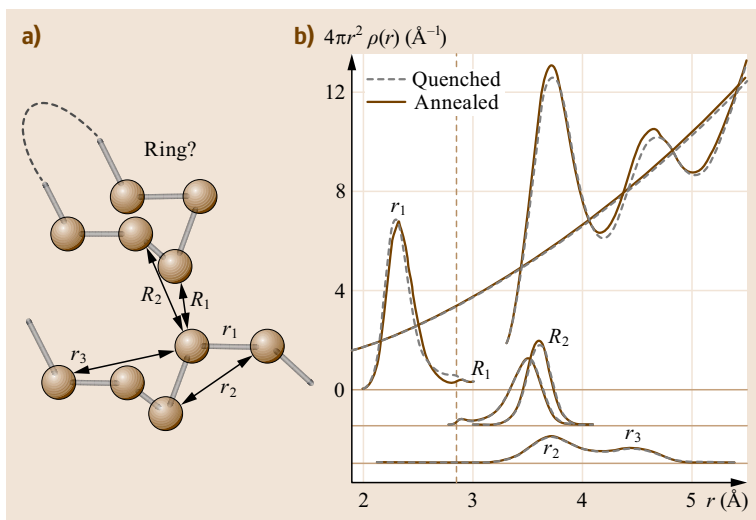 a)
Ring?
R₂
R₁
r₁
r₃
r₂
b) 4πr² ρ(r) (Å⁻¹)
12
8
4
0
Quenched
Annealed
r₁
R₁
R₂
r₂
r₃
2 3 4 5 r (Å)